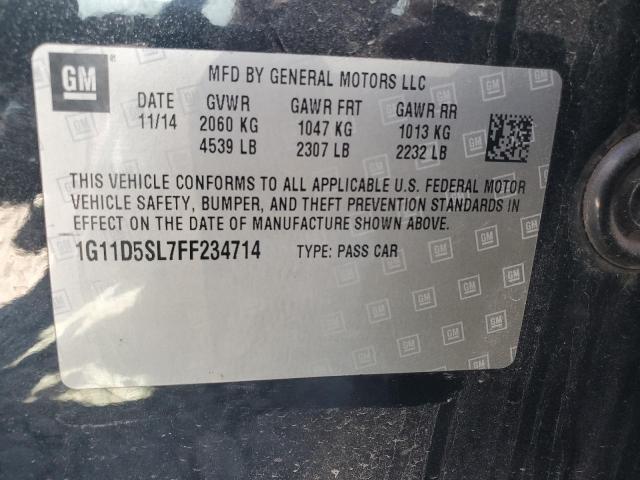 GM
MFD BY GENERAL MOTORS LLC
DATE GVWR GAWR FRT GAWR RR
11/14 2060 KG 1047 KG 1013 KG
4539 LB 2307 LB 2232 LB
THIS VEHICLE CONFORMS TO ALL APPLICABLE U.S. FEDERAL MOTOR
VEHICLE SAFETY, BUMPER, AND THEFT PREVENTION STANDARDS IN
EFFECT ON THE DATE OF MANUFACTURE SHOWN ABOVE.
1G11D5SL7FF234714 TYPE: PASS CAR